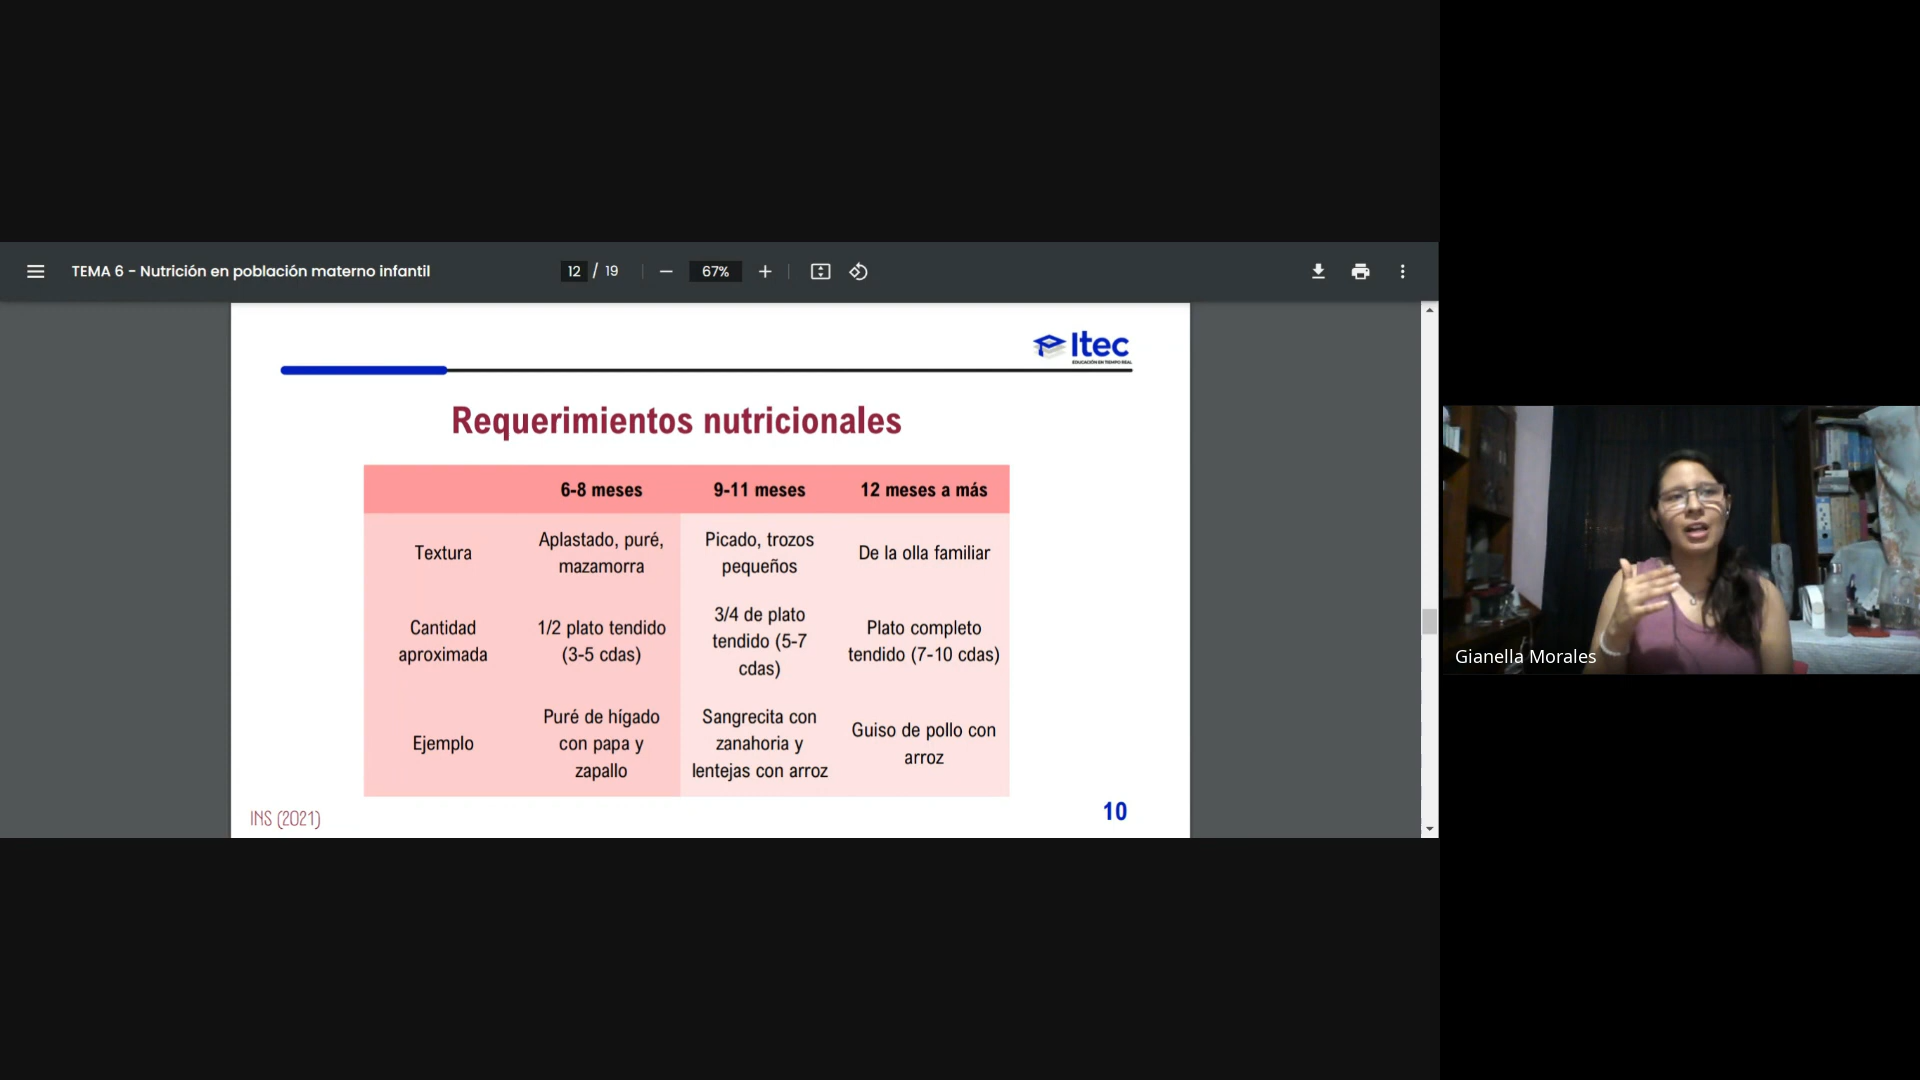 TEMA 6 - Nutrición en población materno infantil
12 / 19
67%
Itec
EDUCACIÓN EN TIEMPO REAL
Requerimientos nutricionales
6-8 meses
9-11 meses
12 meses a más
Textura
Aplastado, puré,
mazamorra
Picado, trozos
pequeños
De la olla familiar
Cantidad
aproximada
1/2 plato tendido
(3-5 cdas)
3/4 de plato
tendido (5-7
cdas)
Plato completo
tendido (7-10 cdas)
Ejemplo
Puré de hígado
con papa y
zapallo
Sangrecita con
zanahoria y
lentejas con arroz
Guiso de pollo con
arroz
INS (2021)
10
Gianella Morales